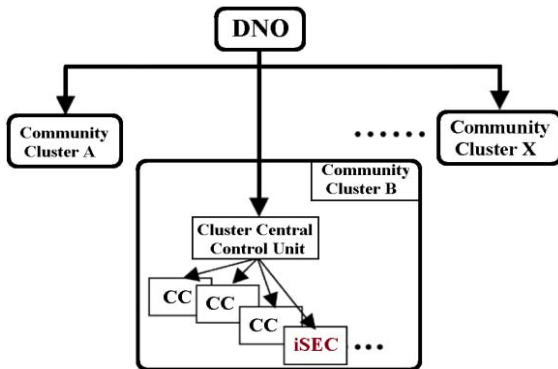 DNO
Community
Cluster A
......
Community
Cluster X
Community
Cluster B
Cluster Central
Control Unit
CC
CC
CC
iSEC
...